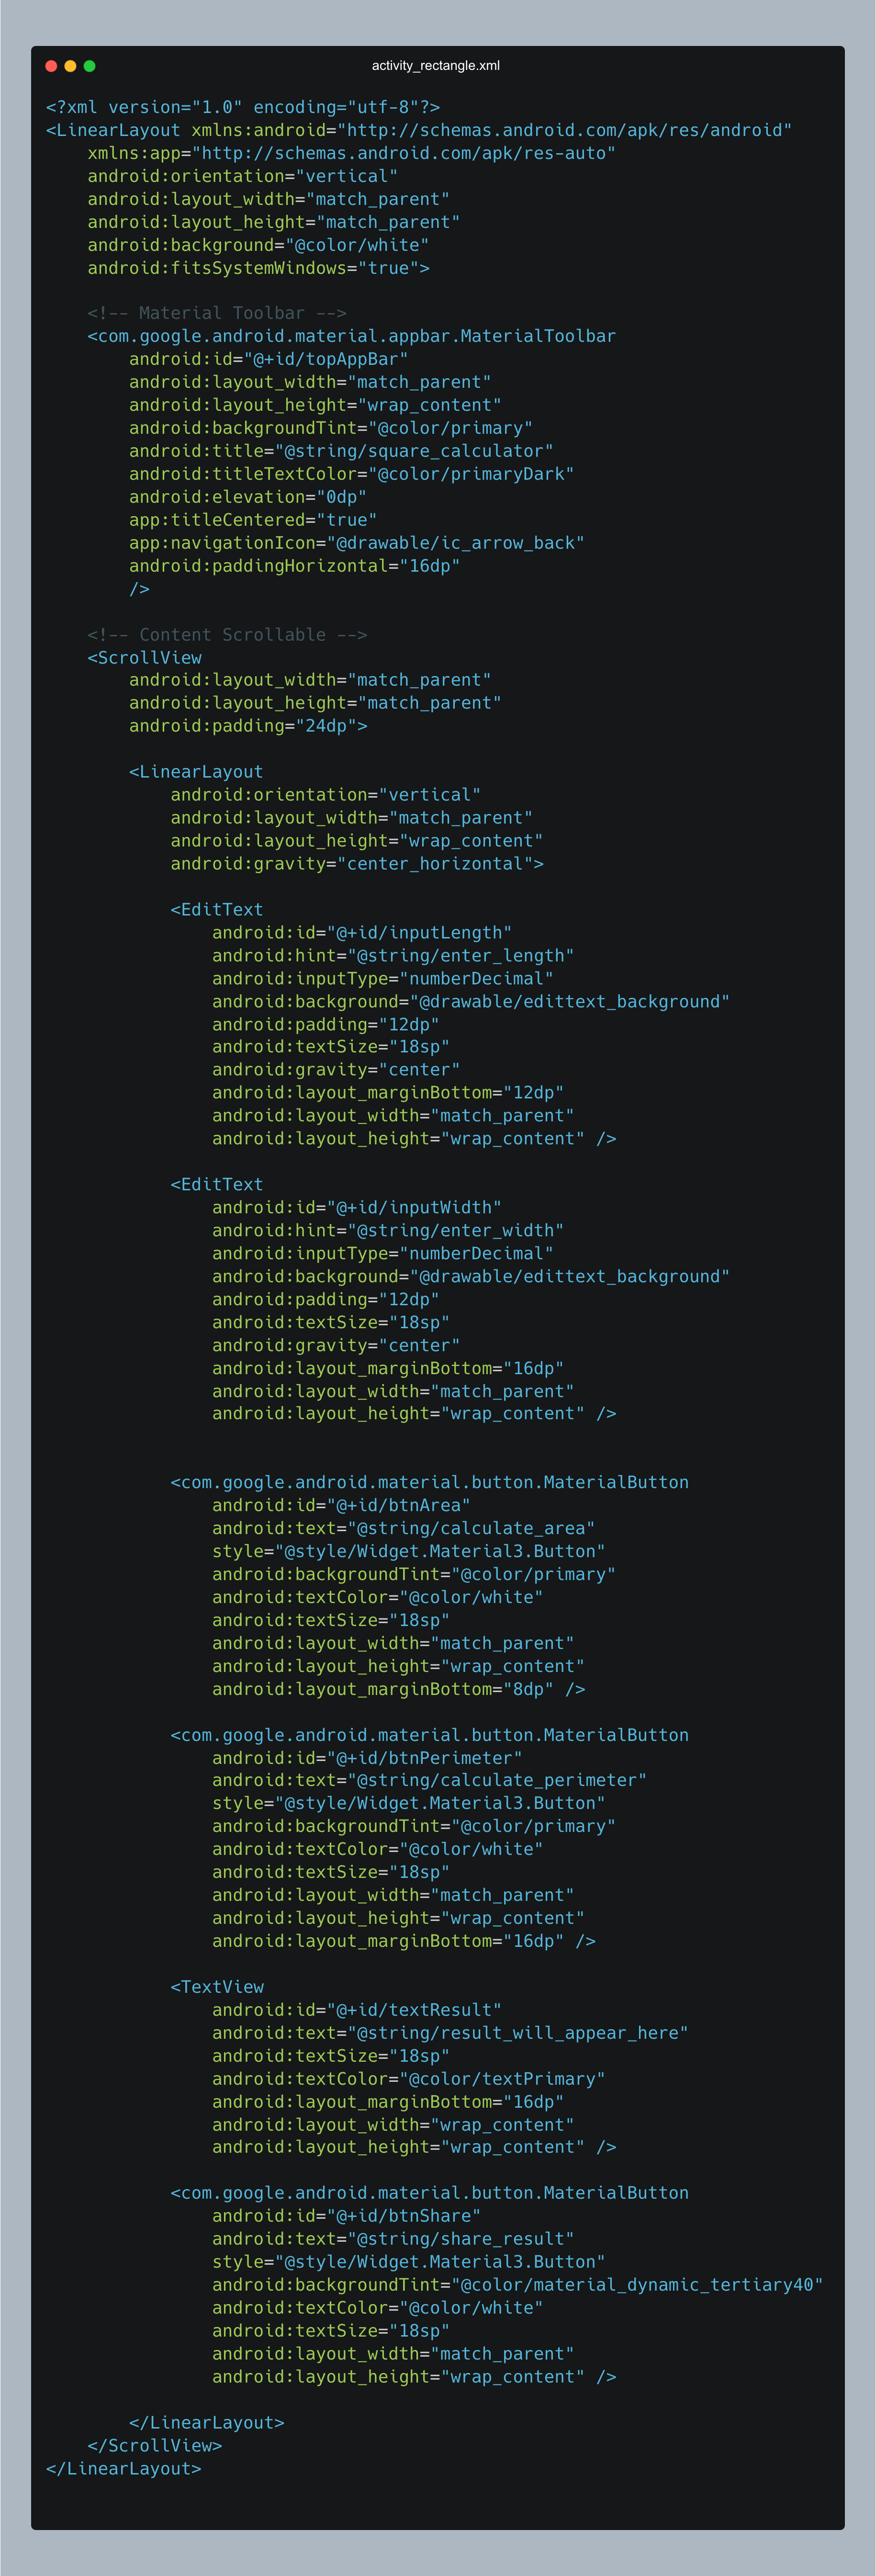 activity_rectangle.xml
<?xml version="1.0" encoding="utf-8"?>
<LinearLayout xmlns:android="http://schemas.android.com/apk/res/android"
    xmlns:app="http://schemas.android.com/apk/res-auto"
    android:orientation="vertical"
    android:layout_width="match_parent"
    android:layout_height="match_parent"
    android:background="@color/white"
    android:fitsSystemWindows="true">

    <!-- Material Toolbar -->
    <com.google.android.material.appbar.MaterialToolbar
        android:id="@+id/topAppBar"
        android:layout_width="match_parent"
        android:layout_height="wrap_content"
        android:backgroundTint="@color/primary"
        android:title="@string/square_calculator"
        android:titleTextColor="@color/primaryDark"
        android:elevation="0dp"
        app:titleCentered="true"
        app:navigationIcon="@drawable/ic_arrow_back"
        android:paddingHorizontal="16dp"
        />

    <!-- Content Scrollable -->
    <ScrollView
        android:layout_width="match_parent"
        android:layout_height="match_parent"
        android:padding="24dp">

        <LinearLayout
            android:orientation="vertical"
            android:layout_width="match_parent"
            android:layout_height="wrap_content"
            android:gravity="center_horizontal">

            <EditText
                android:id="@+id/inputLength"
                android:hint="@string/enter_length"
                android:inputType="numberDecimal"
                android:background="@drawable/edittext_background"
                android:padding="12dp"
                android:textSize="18sp"
                android:gravity="center"
                android:layout_marginBottom="12dp"
                android:layout_width="match_parent"
                android:layout_height="wrap_content" />

            <EditText
                android:id="@+id/inputWidth"
                android:hint="@string/enter_width"
                android:inputType="numberDecimal"
                android:background="@drawable/edittext_background"
                android:padding="12dp"
                android:textSize="18sp"
                android:gravity="center"
                android:layout_marginBottom="16dp"
                android:layout_width="match_parent"
                android:layout_height="wrap_content" />


            <com.google.android.material.button.MaterialButton
                android:id="@+id/btnArea"
                android:text="@string/calculate_area"
                style="@style/Widget.Material3.Button"
                android:backgroundTint="@color/primary"
                android:textColor="@color/white"
                android:textSize="18sp"
                android:layout_width="match_parent"
                android:layout_height="wrap_content"
                android:layout_marginBottom="8dp" />

            <com.google.android.material.button.MaterialButton
                android:id="@+id/btnPerimeter"
                android:text="@string/calculate_perimeter"
                style="@style/Widget.Material3.Button"
                android:backgroundTint="@color/primary"
                android:textColor="@color/white"
                android:textSize="18sp"
                android:layout_width="match_parent"
                android:layout_height="wrap_content"
                android:layout_marginBottom="16dp" />

            <TextView
                android:id="@+id/textResult"
                android:text="@string/result_will_appear_here"
                android:textSize="18sp"
                android:textColor="@color/textPrimary"
                android:layout_marginBottom="16dp"
                android:layout_width="wrap_content"
                android:layout_height="wrap_content" />

            <com.google.android.material.button.MaterialButton
                android:id="@+id/btnShare"
                android:text="@string/share_result"
                style="@style/Widget.Material3.Button"
                android:backgroundTint="@color/material_dynamic_tertiary40"
                android:textColor="@color/white"
                android:textSize="18sp"
                android:layout_width="match_parent"
                android:layout_height="wrap_content" />

        </LinearLayout>
    </ScrollView>
</LinearLayout>